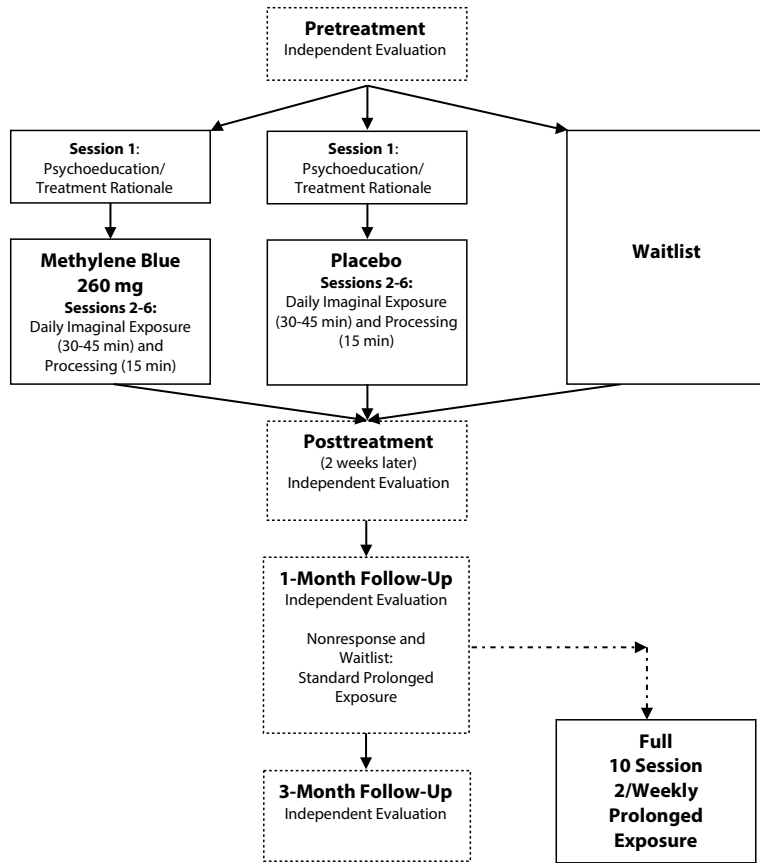 Pretreatment
Independent Evaluation
Session 1:
Psychoeducation/
Treatment Rationale
Session 1:
Psychoeducation/
Treatment Rationale
Waitlist
Methylene Blue
260 mg
Sessions 2-6:
Daily Imaginal Exposure
(30-45 min) and
Processing (15 min)
Placebo
Sessions 2-6:
Daily Imaginal Exposure
(30-45 min) and Processing
(15 min)
Posttreatment
(2 weeks later)
Independent Evaluation
1-Month Follow-Up
Independent Evaluation
Nonresponse and
Waitlist:
Standard Prolonged
Exposure
Full
10 Session
2/Weekly
Prolonged
Exposure
3-Month Follow-Up
Independent Evaluation